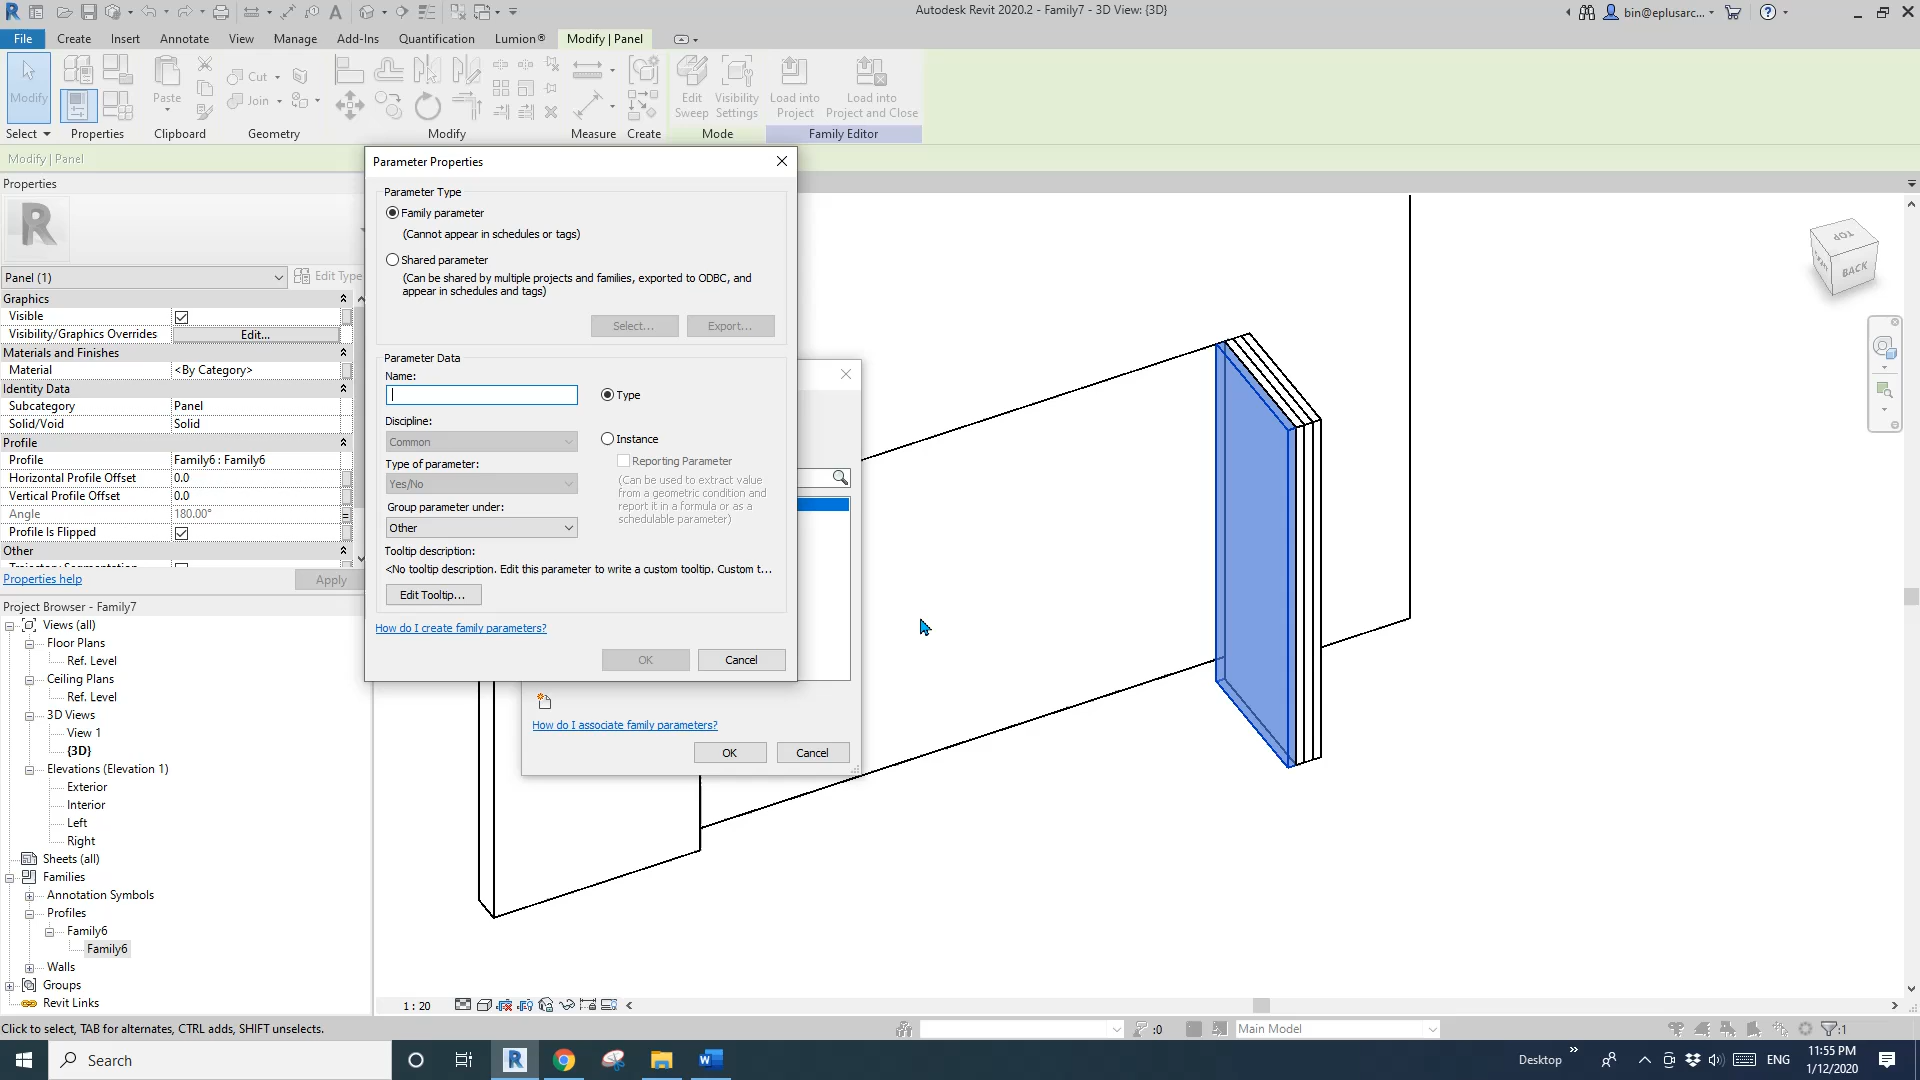 Autodesk Revit 2020.2 - Family7 - 3D View: {3D}
bin@eplusarc...
File
Create
Insert
Annotate
View
Manage
Add-Ins
Quantification
Lumion®
Modify | Panel
Modify
Paste
Cut
Join
Edit Sweep
Visibility Settings
Load into Project
Load into Project and Close
Select
Properties
Clipboard
Geometry
Modify
Measure
Create
Mode
Family Editor
Modify | Panel
Properties
Panel (1)
Edit Type
Graphics
Visible
Visibility/Graphics Overrides
Edit...
Materials and Finishes
Material
<By Category>
Identity Data
Subcategory
Panel
Solid/Void
Solid
Profile
Profile
Family6 : Family6
Horizontal Profile Offset
0.0
Vertical Profile Offset
0.0
Angle
180.00°
Profile Is Flipped
Other
Properties help
Apply
Project Browser - Family7
Views (all)
Floor Plans
Ref. Level
Ceiling Plans
Ref. Level
3D Views
View 1
{3D}
Elevations (Elevation 1)
Exterior
Interior
Left
Right
Sheets (all)
Families
Annotation Symbols
Profiles
Family6
Family6
Walls
Groups
Revit Links
Parameter Properties
Parameter Type
Family parameter
(Cannot appear in schedules or tags)
Shared parameter
(Can be shared by multiple projects and families, exported to ODBC, and
appear in schedules and tags)
Select...
Export...
Parameter Data
Name:
Type
Discipline:
Common
Instance
Type of parameter:
Reporting Parameter
Yes/No
(Can be used to extract value
from a geometric condition and
report it in a formula or as a
schedulable parameter)
Group parameter under:
Other
Tooltip description:
<No tooltip description. Edit this parameter to write a custom tooltip. Custom t...
Edit Tooltip...
How do I create family parameters?
OK
Cancel
How do I associate family parameters?
OK
Cancel
TOP
BACK
1 : 20
Click to select, TAB for alternates, CTRL adds, SHIFT unselects.
:0
Main Model
:1
Search
Desktop
ENG
11:55 PM
1/12/2020